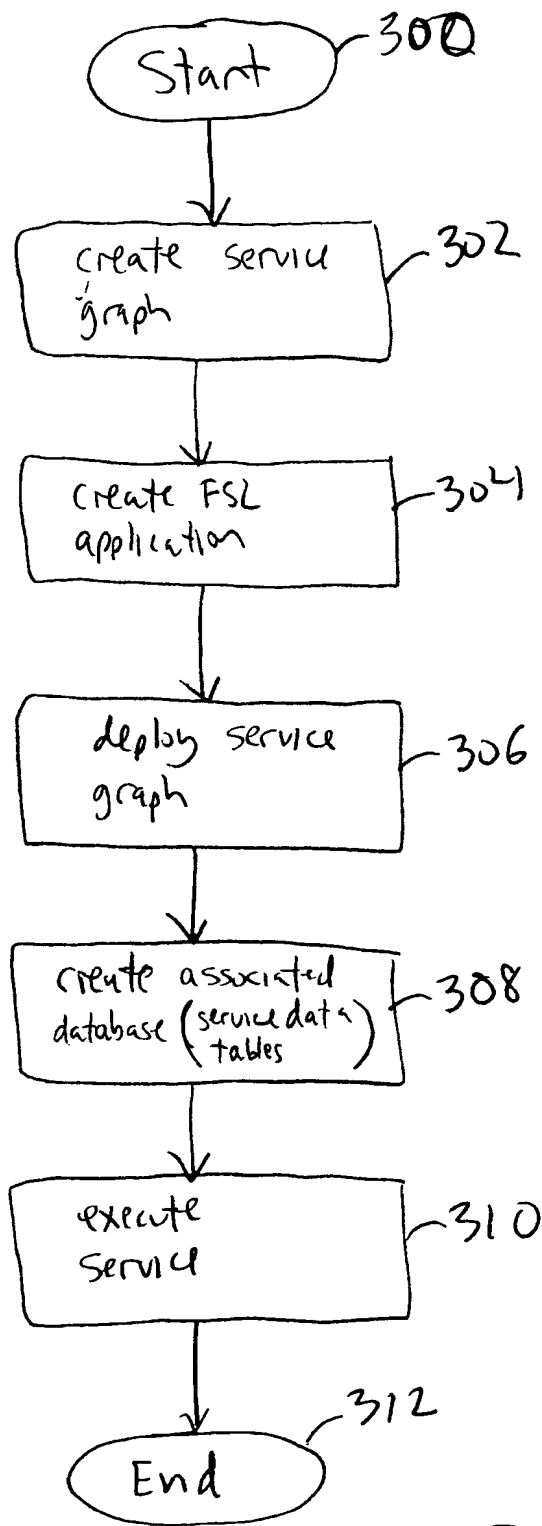 Start
300
create service
graph
302
create FSL
application
304
deploy service
graph
306
create associated
database (service data
tables)
308
execute
service
310
End
312